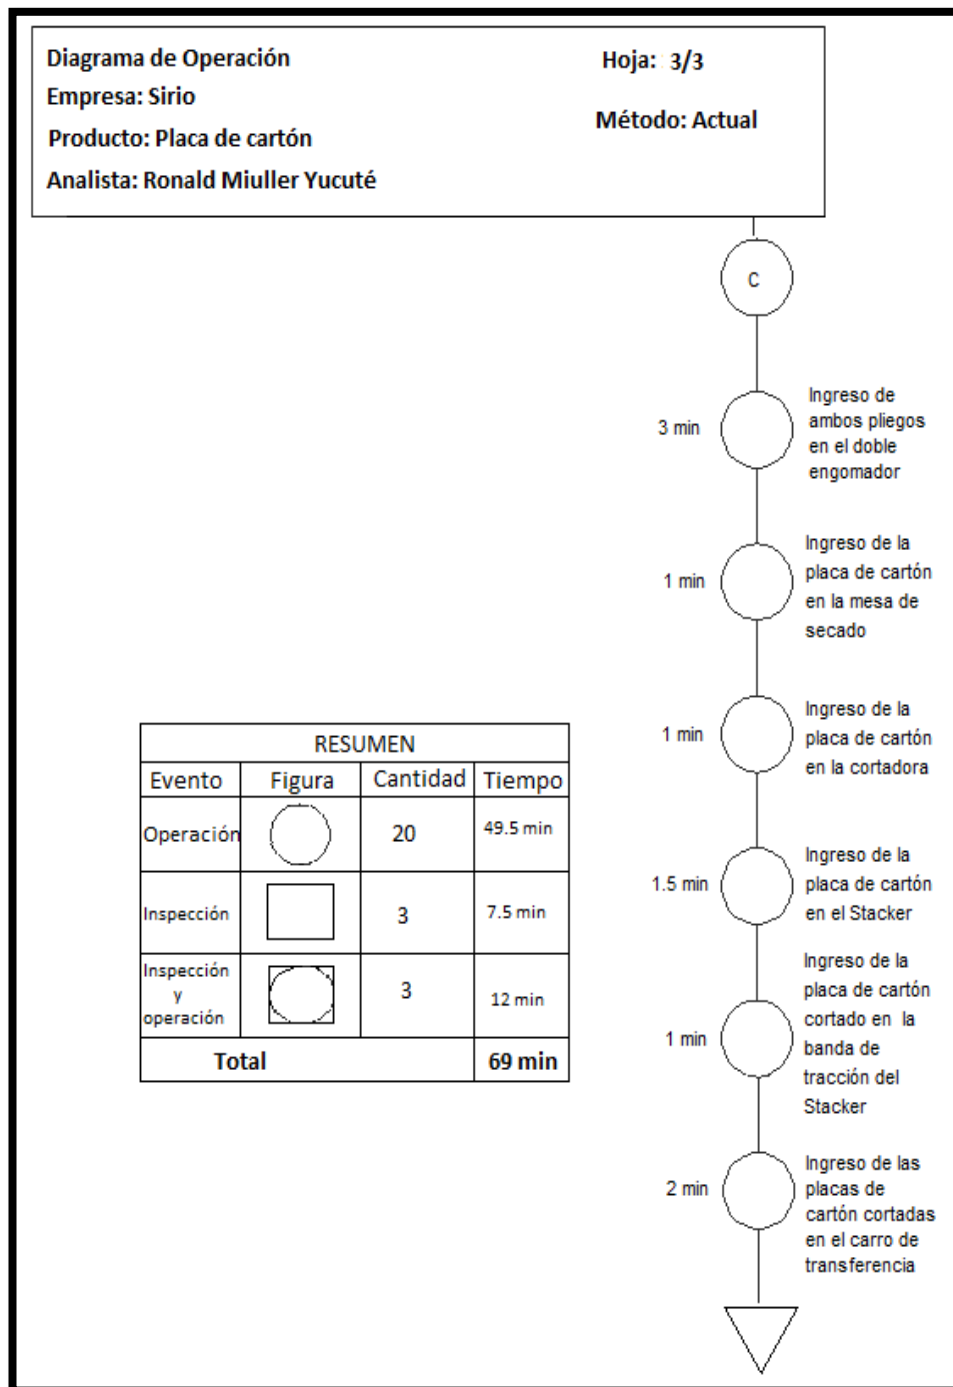 Diagrama de Operación
Hoja: 3/3
Empresa: Sirio
Método: Actual
Producto: Placa de cartón
Analista: Ronald Miuller Yucuté
C
3 min
Ingreso de
ambos pliegos
en el doble
engomador
1 min
Ingreso de la
placa de cartón
en la mesa de
secado
1 min
Ingreso de la
placa de cartón
en la cortadora
1.5 min
Ingreso de la
placa de cartón
en el Stacker
1 min
Ingreso de la
placa de cartón
cortado en la
banda de
tracción del
Stacker
2 min
Ingreso de las
placas de
cartón cortadas
en el carro de
transferencia
RESUMEN
Evento Figura Cantidad Tiempo
Operación 20 49.5 min
Inspección 3 7.5 min
Inspección
y
operación
3 12 min
Total 69 min